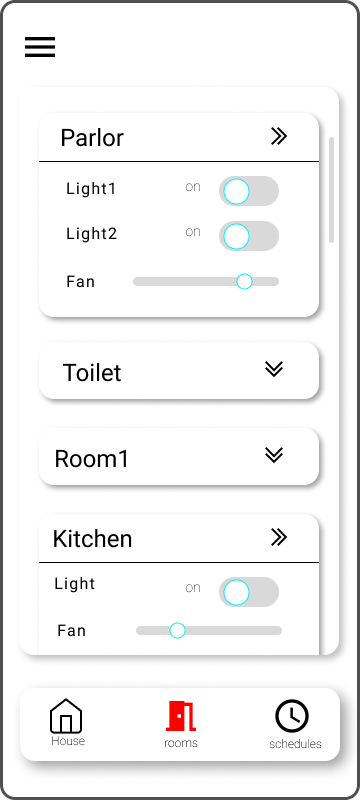 Parlor
Light1 on
Light2 on
Fan
Toilet
Room1
Kitchen
Light on
Fan
House rooms schedules